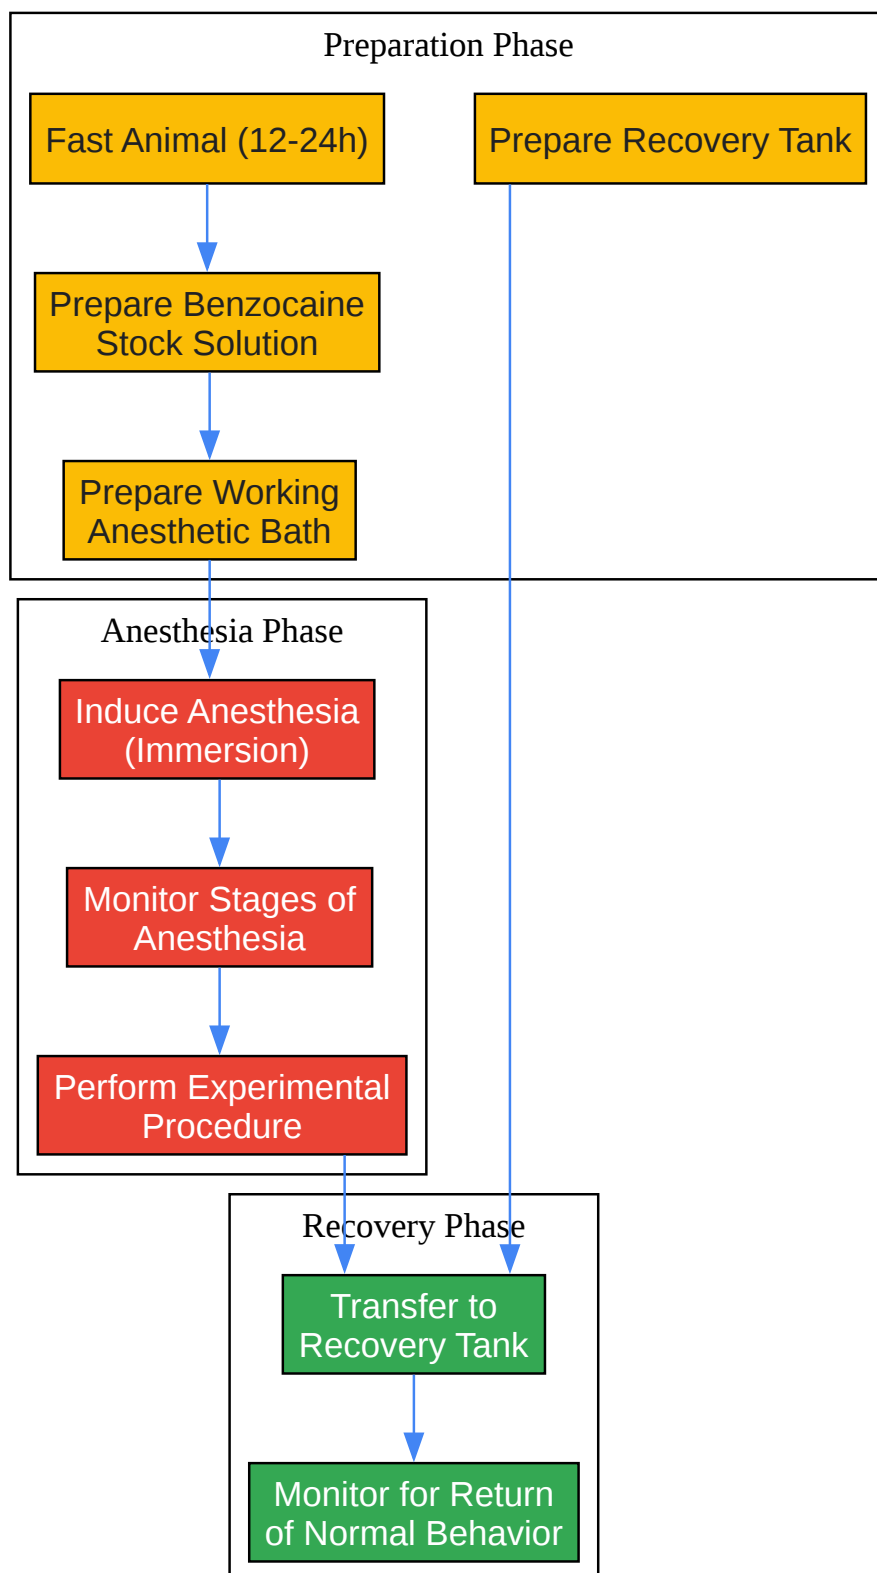 Preparation Phase
Fast Animal (12-24h)
Prepare Recovery Tank
Prepare Benzocaine
Stock Solution
Prepare Working
Anesthetic Bath
Anesthesia Phase
Induce Anesthesia
(Immersion)
Monitor Stages of
Anesthesia
Perform Experimental
Procedure
Recovery Phase
Transfer to
Recovery Tank
Monitor for Return
of Normal Behavior